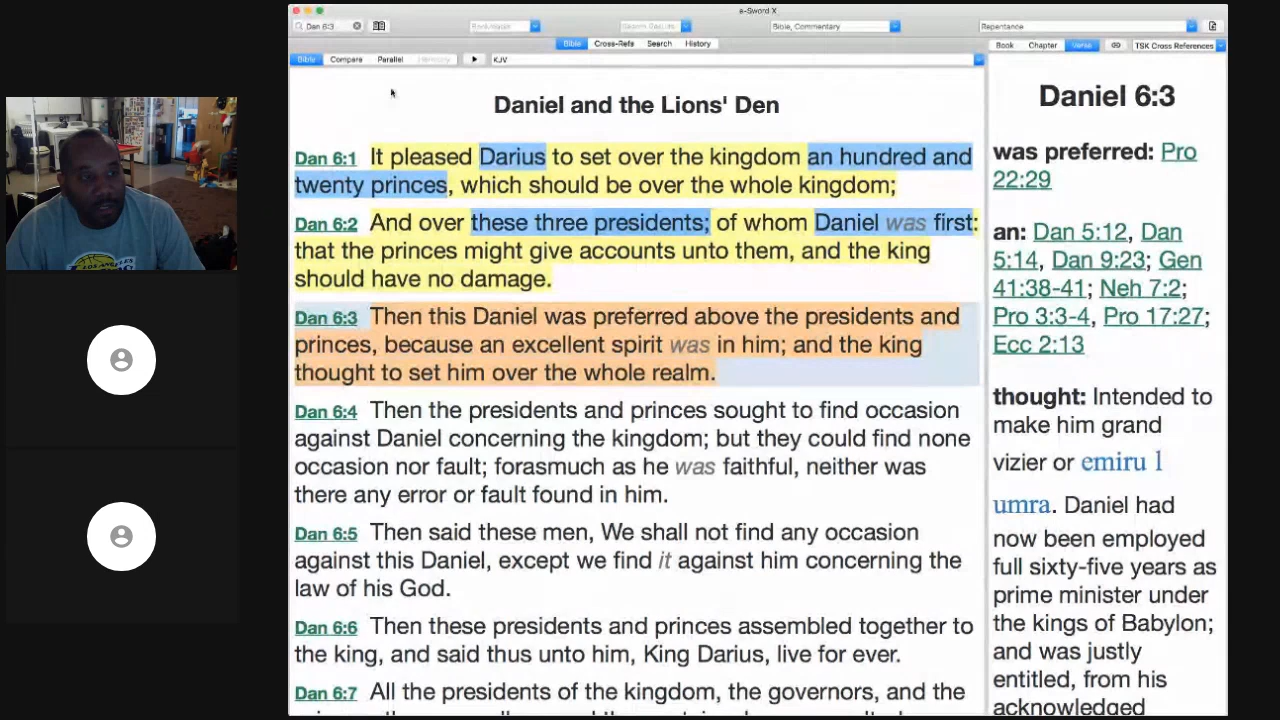 e-Sword X
Dan 6:3
Bookmarks
Search Results
Bible, Commentary
Repentance
Bible Cross-Refs Search History
Book Chapter Verse TSK Cross References
Bible Compare Parallel Harmony KJV
Daniel and the Lions' Den
Dan 6:1 It pleased Darius to set over the kingdom an hundred and
twenty princes, which should be over the whole kingdom;
Dan 6:2 And over these three presidents; of whom Daniel was first:
that the princes might give accounts unto them, and the king
should have no damage.
Dan 6:3 Then this Daniel was preferred above the presidents and
princes, because an excellent spirit was in him; and the king
thought to set him over the whole realm.
Dan 6:4 Then the presidents and princes sought to find occasion
against Daniel concerning the kingdom; but they could find none
occasion nor fault; forasmuch as he was faithful, neither was
there any error or fault found in him.
Dan 6:5 Then said these men, We shall not find any occasion
against this Daniel, except we find it against him concerning the
law of his God.
Dan 6:6 Then these presidents and princes assembled together to
the king, and said thus unto him, King Darius, live for ever.
Dan 6:7 All the presidents of the kingdom, the governors, and the
Daniel 6:3
was preferred: Pro
22:29
an: Dan 5:12, Dan
5:14, Dan 9:23; Gen
41:38-41; Neh 7:2;
Pro 3:3-4, Pro 17:27;
Ecc 2:13
thought: Intended to
make him grand
vizier or emiru l
umra. Daniel had
now been employed
full sixty-five years as
prime minister under
the kings of Babylon;
and was justly
entitled, from his
acknowledged
LOS ANGELES